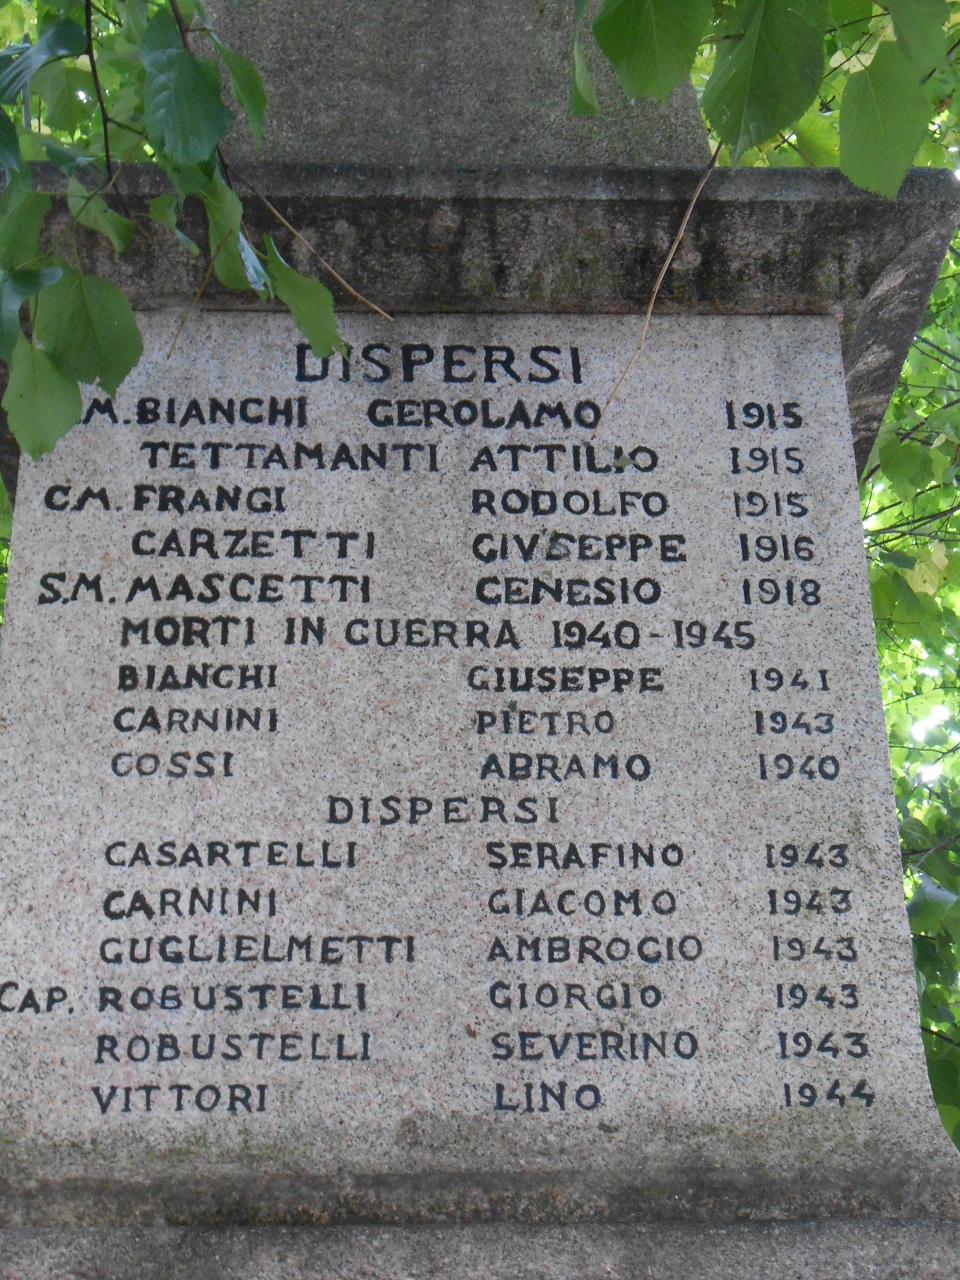 DISPERSI
.M. BIANCHI GEROLAMO 1915
TETTAMANTI ATTILIO 1915
C.M. FRANGI RODOLFO 1915
CARZETTI GIVSEPPE 1916
S.M. MASCETTI GENESIO 1918
MORTI IN GUERRA 1940-1945
BIANCHI GIUSEPPE 1941
CARNINI PIETRO 1943
COSSI ABRAMO 1940
DISPERSI
CASARTELLI SERAFINO 1943
CARNINI GIACOMO 1943
GUGLIELMETTI AMBROGIO 1943
CAP. ROBUSTELLI GIORGIO 1943
ROBUSTELLI SEVERINO 1943
VITTORI LINO 1944